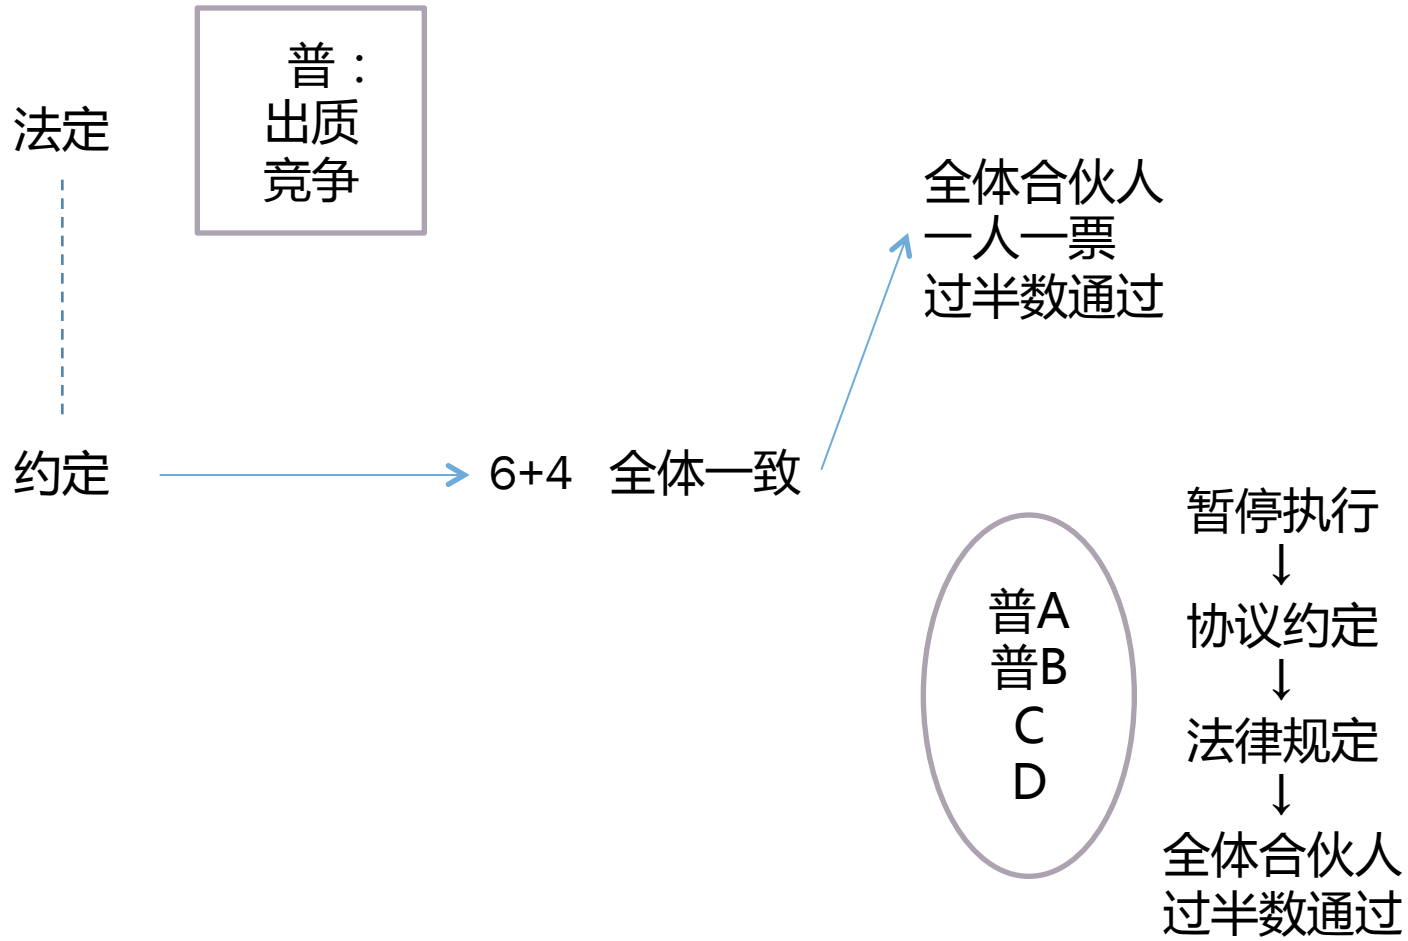 普：
出质
竞争
法定
全体合伙人
一人一票
过半数通过
约定
6+4 全体一致
普A
普B
C
D
暂停执行
↓
协议约定
↓
法律规定
↓
全体合伙人
过半数通过